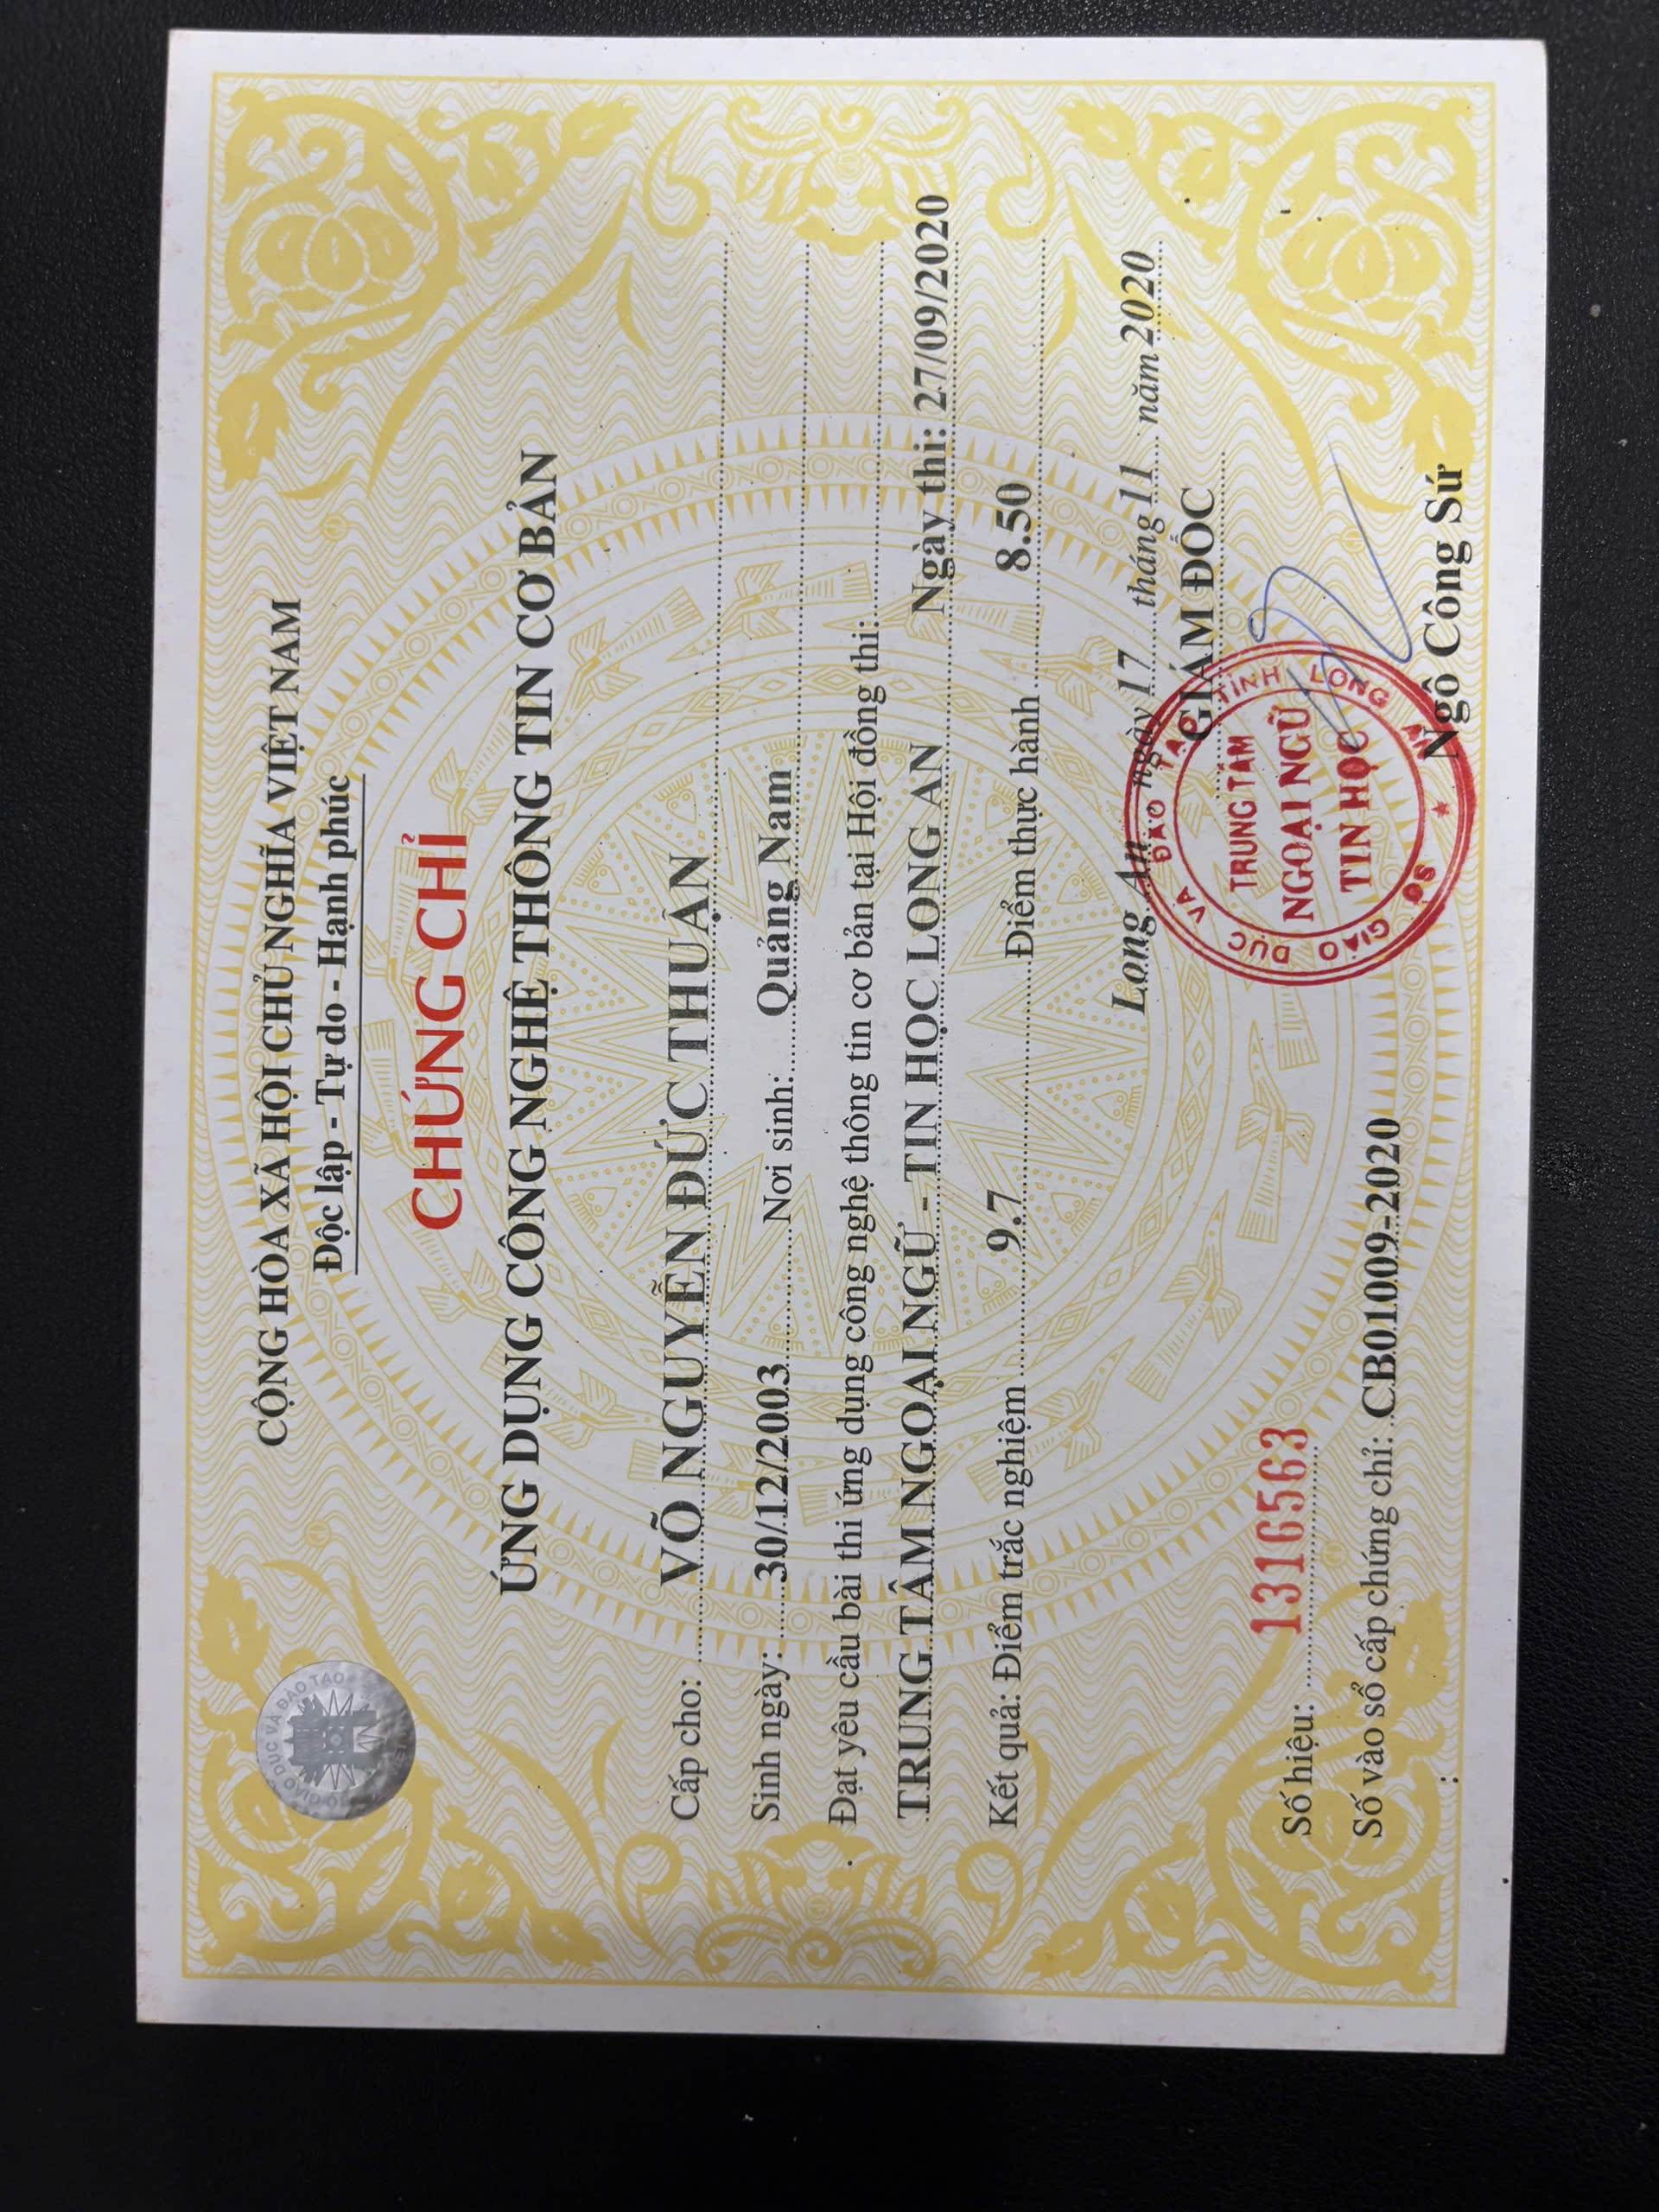 CỘNG HÒA XÃ HỘI CHỦ NGHĨA VIỆT NAM
Độc lập - Tự do - Hạnh phúc
BỘ GIÁO DỤC VÀ ĐÀO TẠO
CHỨNG CHỈ
ỨNG DỤNG CÔNG NGHỆ THÔNG TIN CƠ BẢN
Cấp cho: VÕ NGUYỄN ĐỨC THUẬN
Sinh ngày: 30/12/2003 Nơi sinh: Quảng Nam
Đạt yêu cầu bài thi ứng dụng công nghệ thông tin cơ bản tại Hội đồng thi:
TRUNG TÂM NGOẠI NGỮ - TIN HỌC LONG AN Ngày thi: 27/09/2020
Kết quả: Điểm trắc nghiệm 9.7 Điểm thực hành 8.50
Long An, ngày 17 tháng 11 năm 2020
GIÁM ĐỐC
SỞ GIÁO DỤC VÀ ĐÀO TẠO TỈNH LONG AN
TRUNG TÂM
NGOẠI NGỮ
TIN HỌC
Số hiệu: 1316563
Số vào sổ cấp chứng chỉ: CB01009-2020
Ngô Công Sứ